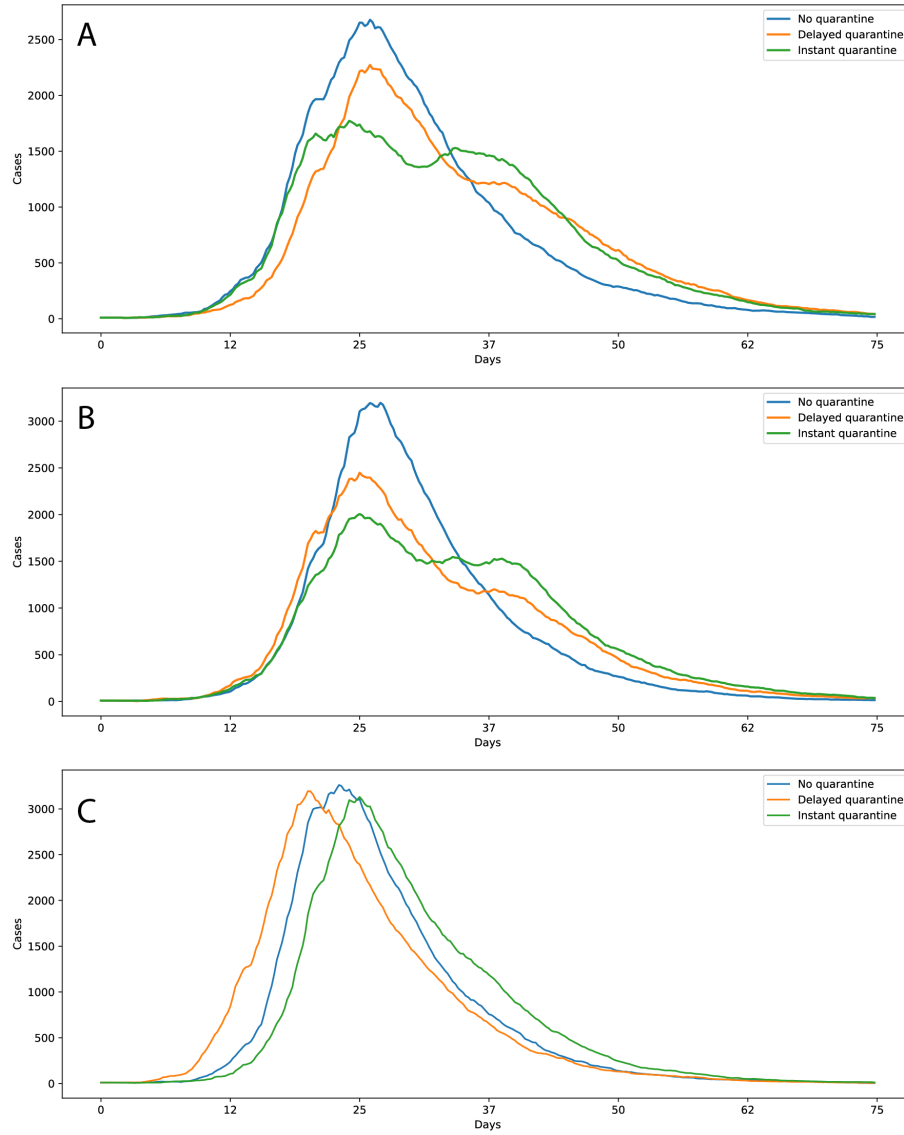 A
No quarantine
Delayed quarantine
Instant quarantine
2500
2000
1500
1000
500
0
Cases
0 12 25 37 50 62 75
Days
B
No quarantine
Delayed quarantine
Instant quarantine
3000
2500
2000
1500
1000
500
0
Cases
0 12 25 37 50 62 75
Days
C
No quarantine
Delayed quarantine
Instant quarantine
3000
2500
2000
1500
1000
500
0
Cases
0 12 25 37 50 62 75
Days